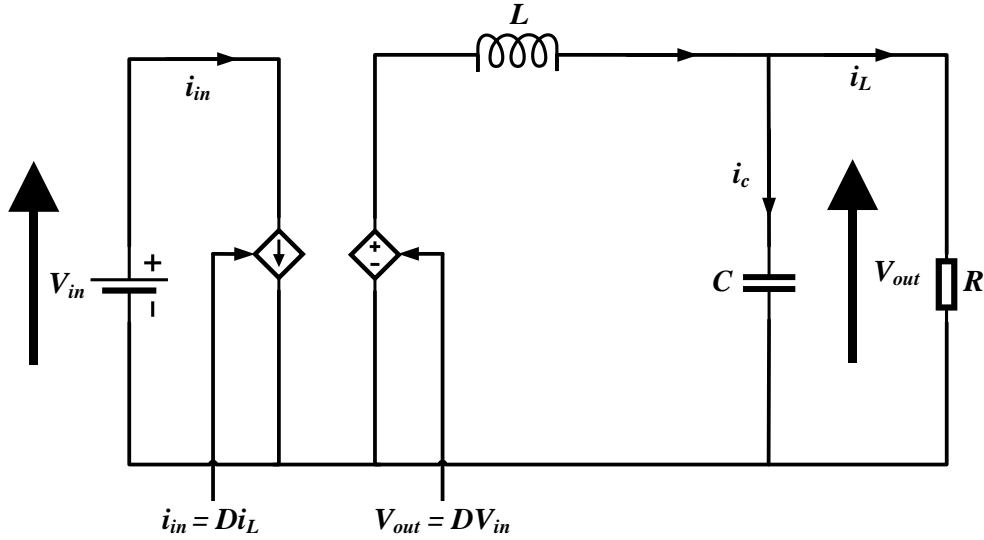 L
i_in
i_L
i_c
+
V_in
−
+
−
C
V_out
R
i_in = Di_L
V_out = DV_in